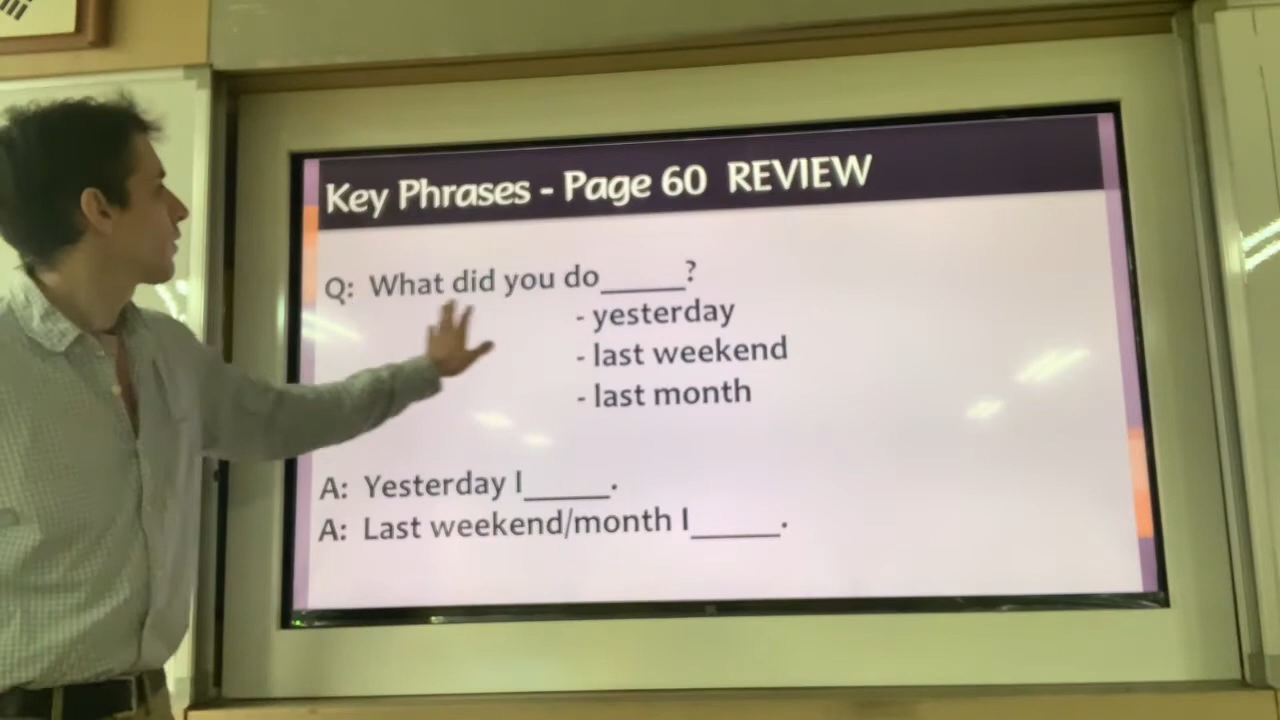 Key Phrases - Page 60 REVIEW
Q: What did you do_____?
- yesterday
- last weekend
- last month
A: Yesterday I_____.
A: Last weekend/month I_____.